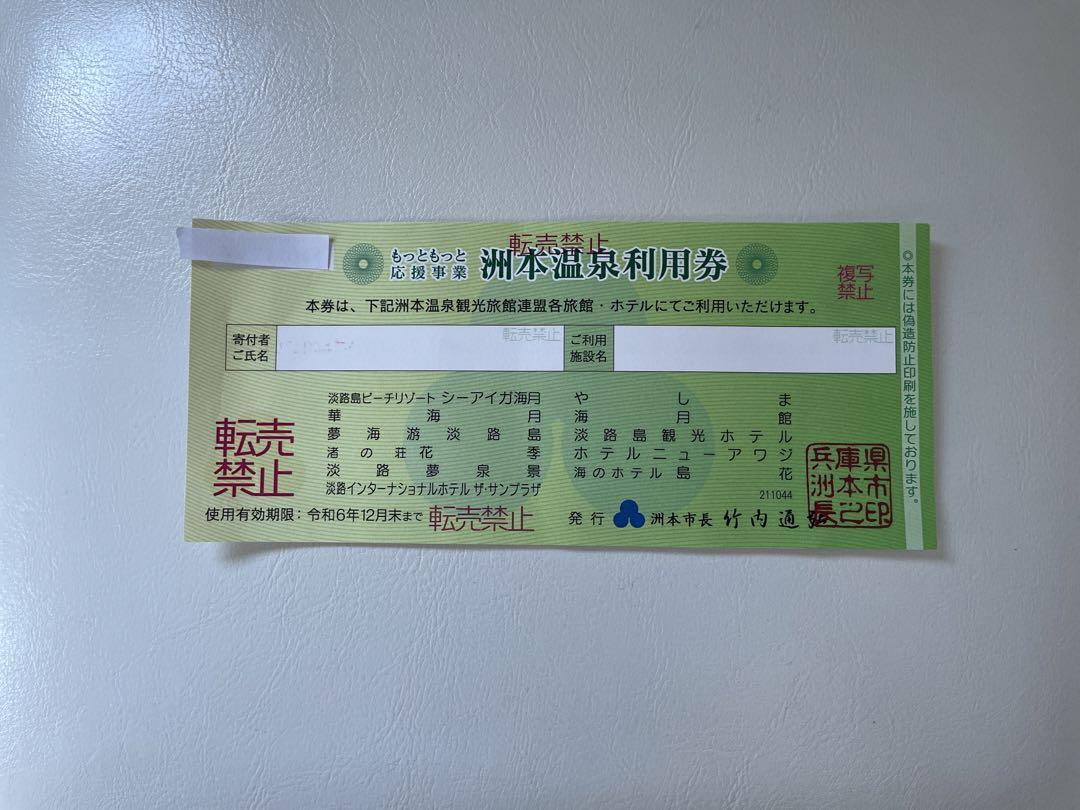 もっともっと
応援事業
洲本温泉利用券
転売禁止
複写
禁止
本券は、下記洲本温泉観光旅館連盟各旅館・ホテルにてご利用いただけます。
寄付者
ご氏名
転売禁止
ご利用
施設名
転売禁止
淡路島ビーチリゾート シーアイガ海月
華海月
夢海游淡路島
渚の荘花季
淡路夢泉景
淡路インターナショナルホテル ザ・サンプラザ
やしま
海月館
淡路島観光ホテル
ホテルニューアワジ
海のホテル島花
211044
転売
禁止
使用有効期限：令和6年12月末まで
転売禁止
発行 洲本市長 竹内通
兵庫県
洲本市
長之印
◎本券には偽造防止印刷を施しております。